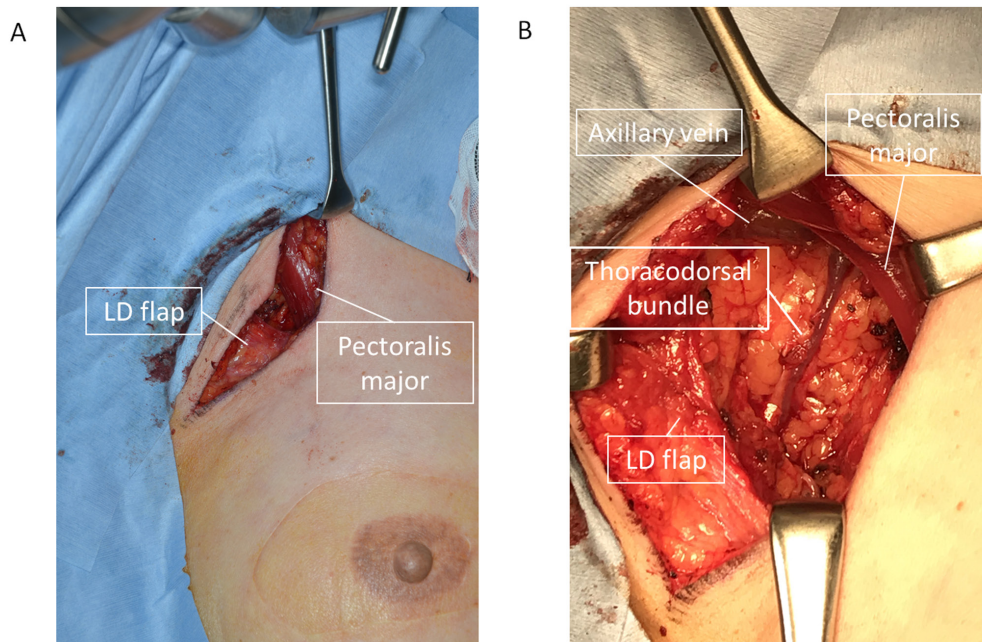 A
B
Axillary vein
Pectoralis
major
Thoracodorsal
bundle
LD flap
Pectoralis
major
LD flap